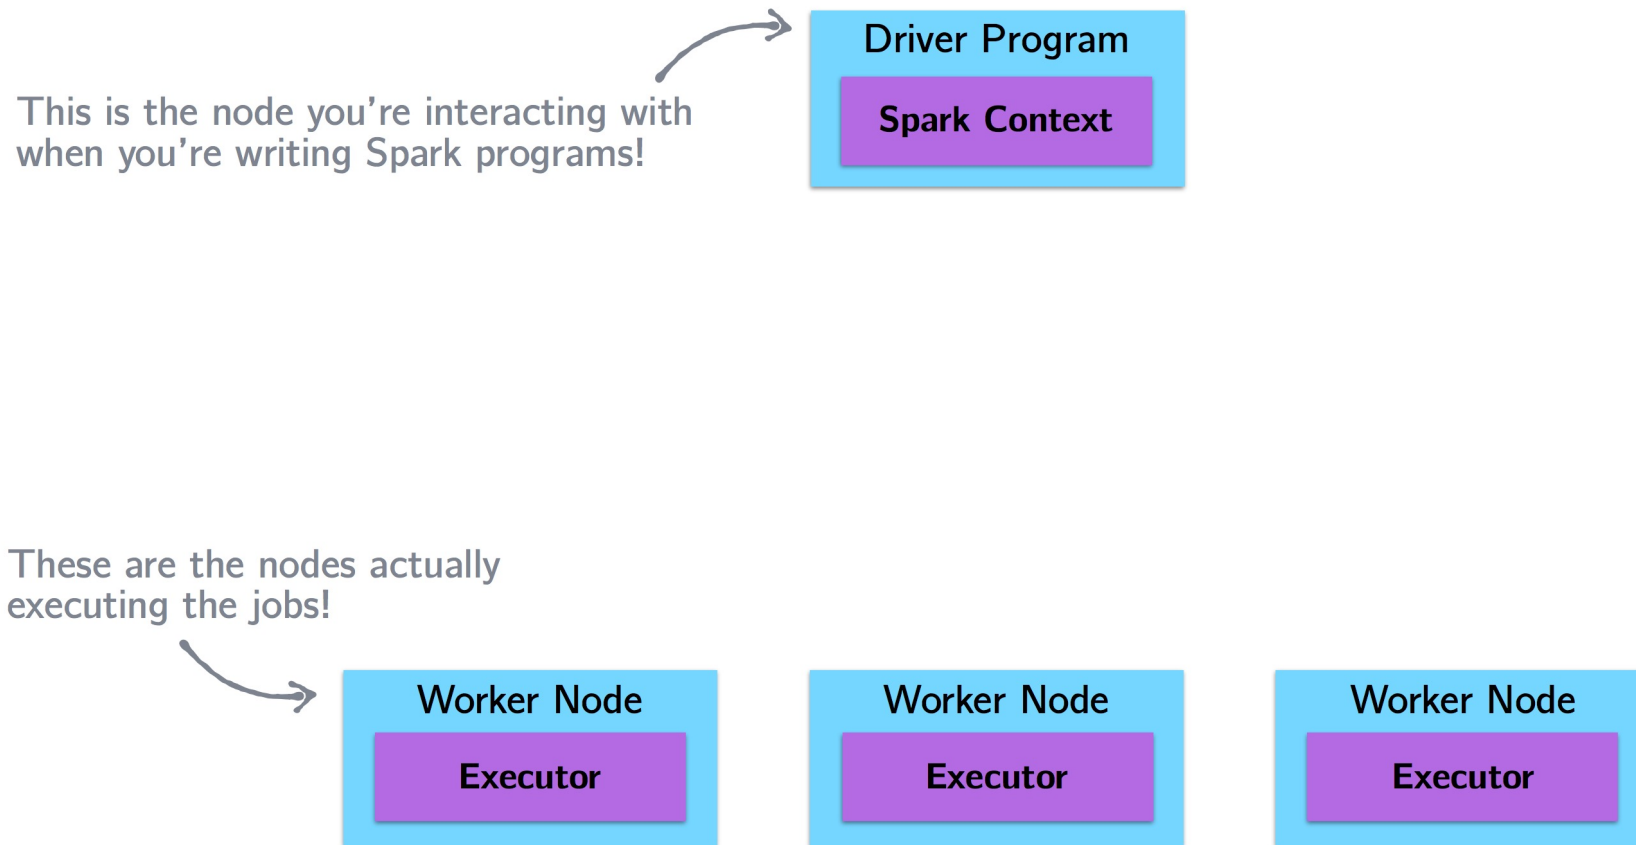 Driver Program
Spark Context
This is the node you're interacting with
when you're writing Spark programs!
These are the nodes actually
executing the jobs!
Worker Node
Executor
Worker Node
Executor
Worker Node
Executor